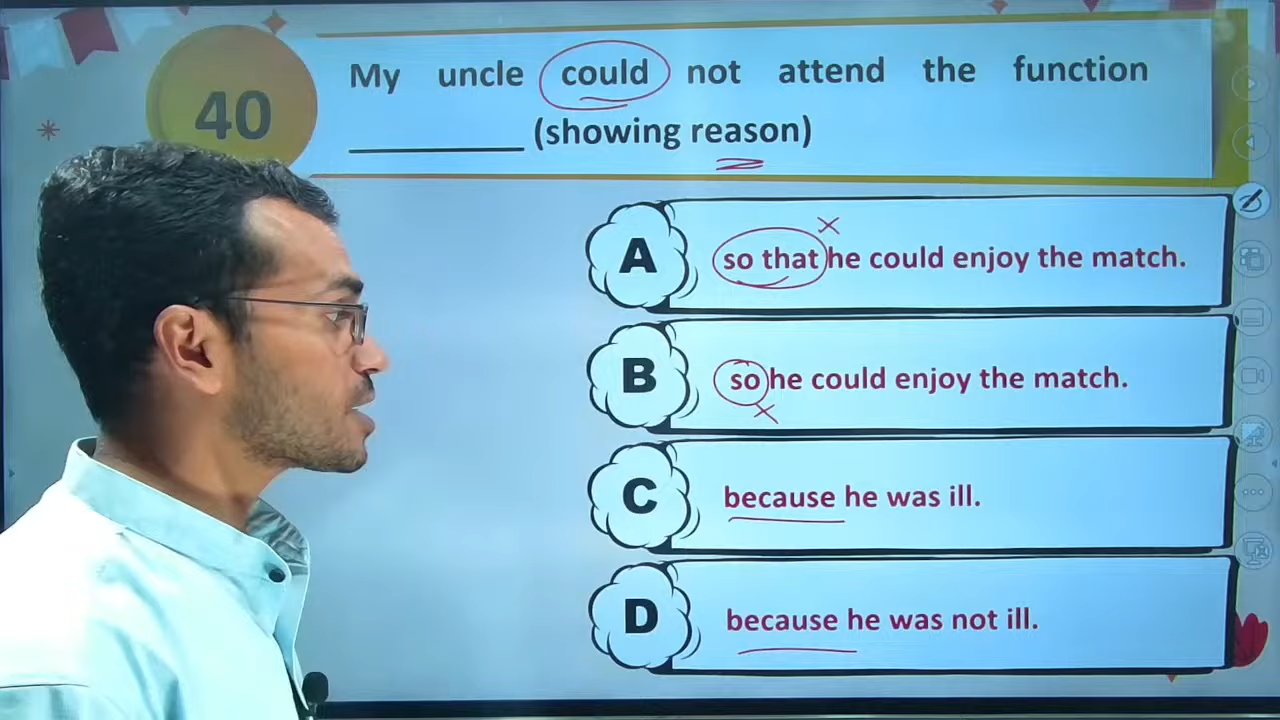 40
My uncle could not attend the function
__________ (showing reason)
A
so that he could enjoy the match.
B
so he could enjoy the match.
C
because he was ill.
D
because he was not ill.